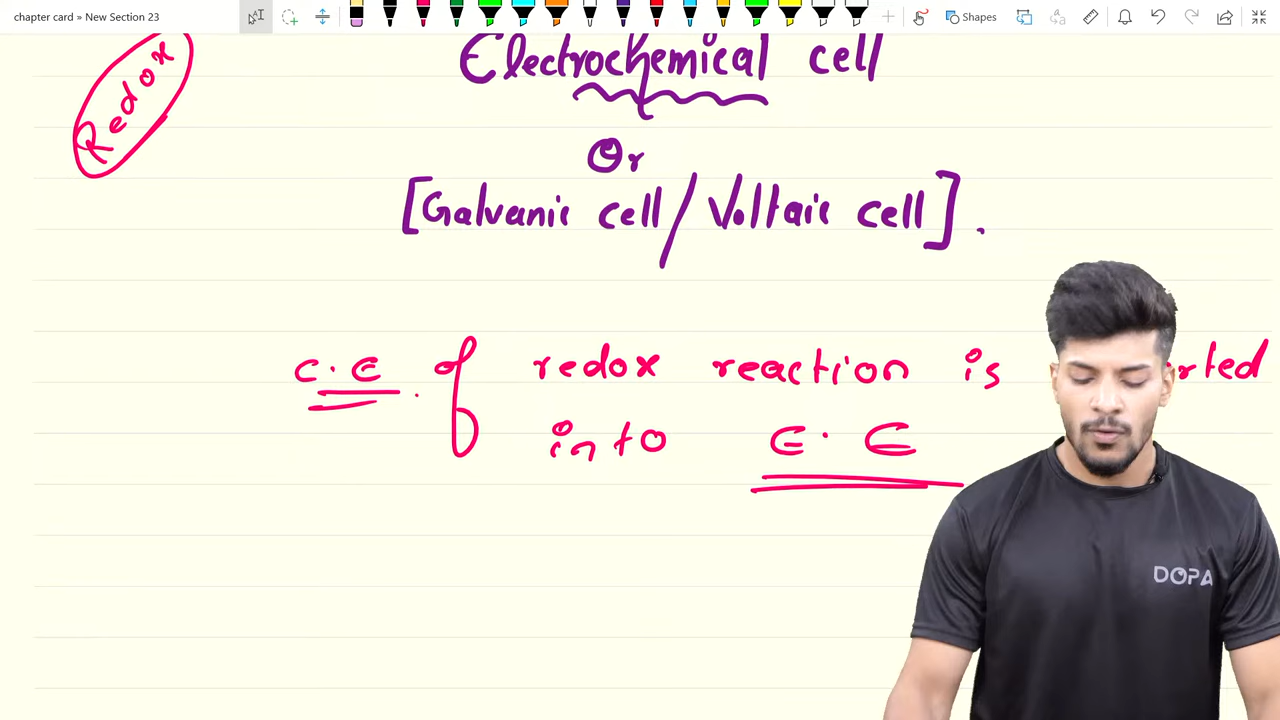 chapter card » New Section 23
Shapes
Redox
Electrochemical cell
Or
[Galvanic cell/Voltaic cell].
C.E of redox reaction is
into E.E
DOPA